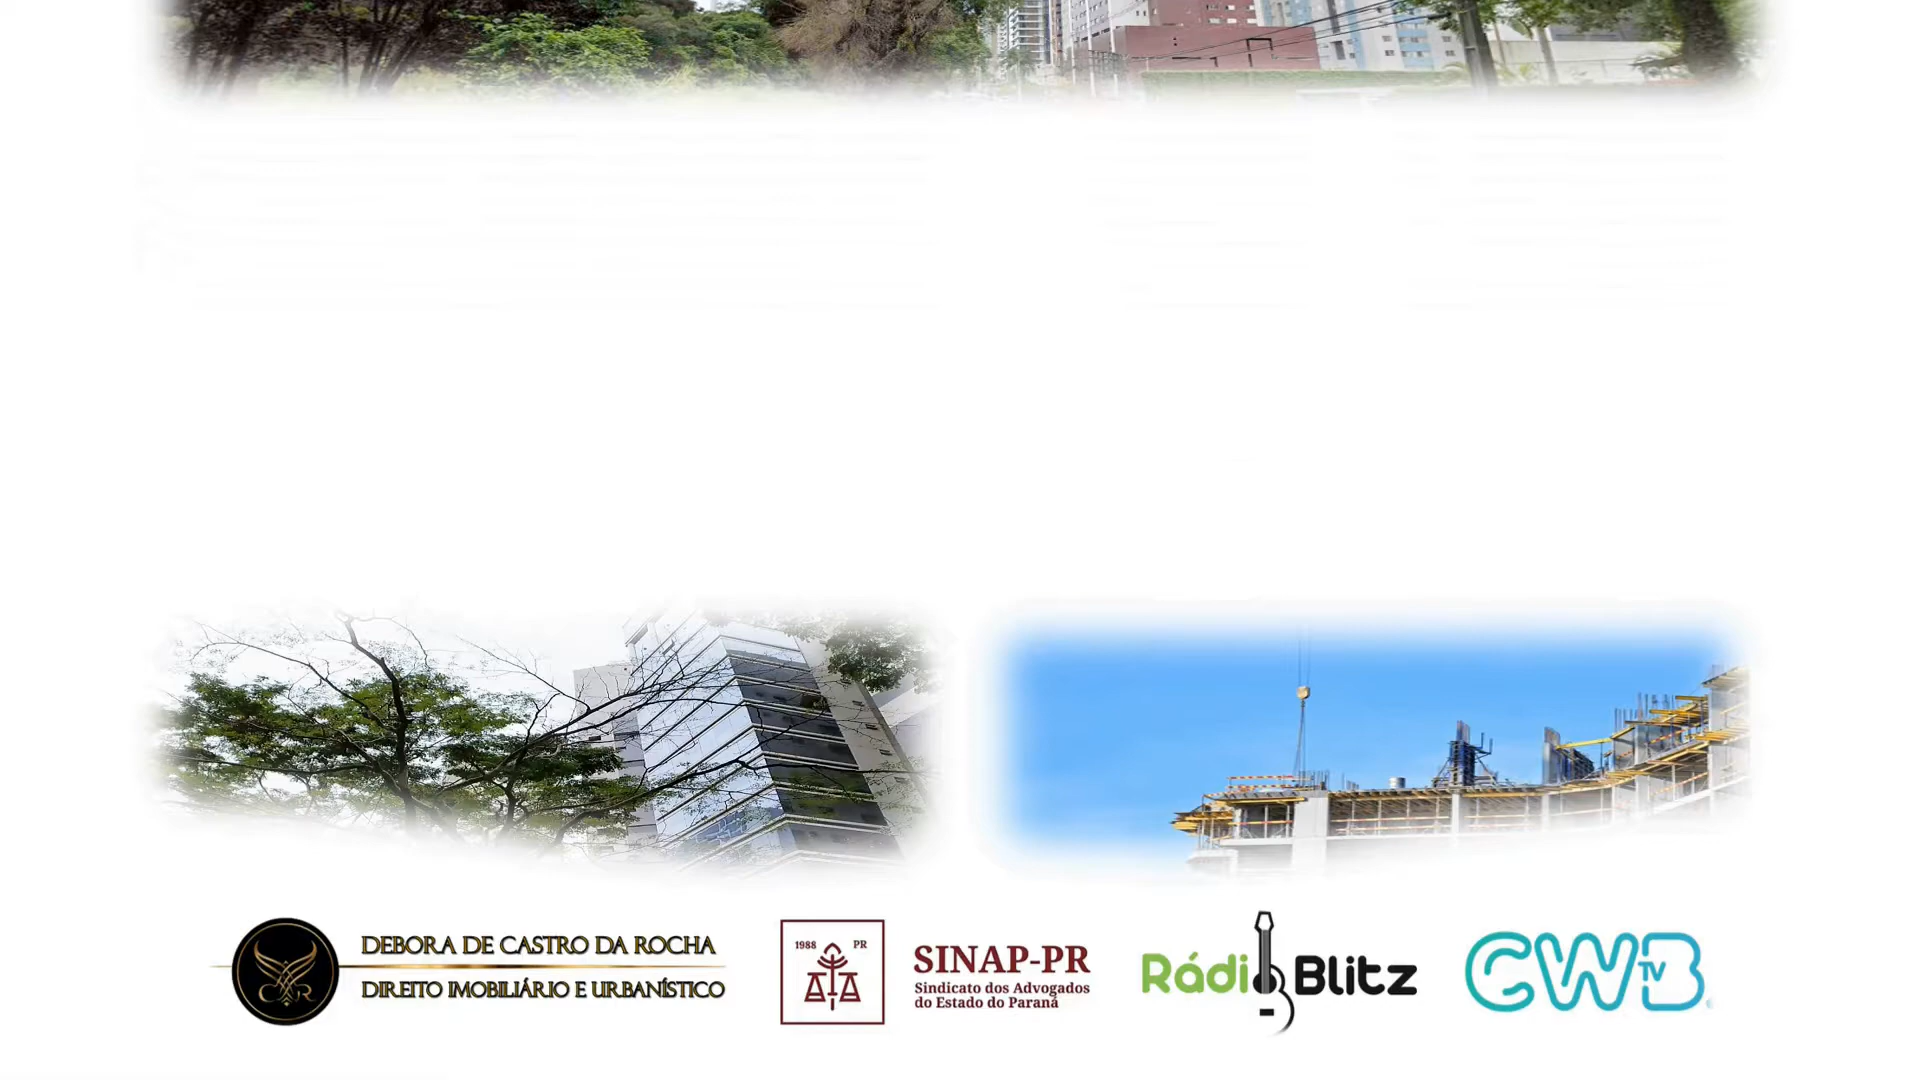 DEBORA DE CASTRO DA ROCHA
DIREITO IMOBILIÁRIO E URBANÍSTICO
CR
1988 PR
SINAP-PR
Sindicato dos Advogados
do Estado do Paraná
Rádio Blitz
CWB
TV